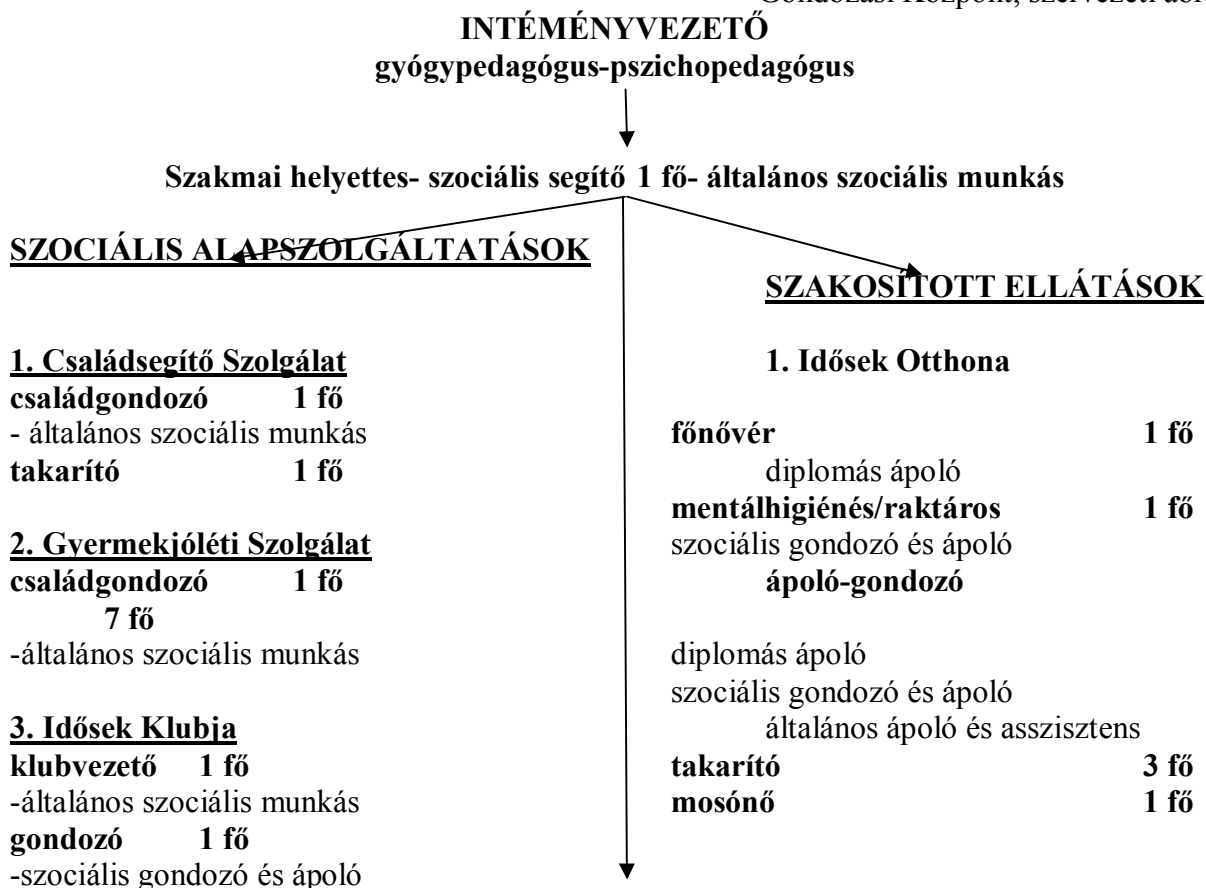 Gondozási Központ, szervezeti
INTÉMÉNYVEZETŐ
gyógypedagógus-pszichopedagógus
Szakmai helyettes- szociális segítő 1 fő- általános szociális munkás
SZOCIÁLIS ALAPSZOLGÁLTATÁSOK
1. Családsegítő Szolgálat
családgondozó 1 fő
- általános szociális munkás
takarító 1 fő
2. Gyermekjóléti Szolgálat
családgondozó 1 fő
7 fő
-általános szociális munkás
3. Idősek Klubja
klubvezető 1 fő
-általános szociális munkás
gondozó 1 fő
-szociális gondozó és ápoló
SZAKOSÍTOTT ELLÁTÁSOK
1. Idősek Otthona
főnővér 1 fő
diplomás ápoló
mentálhigiénés/raktáros 1 fő
szociális gondozó és ápoló
ápoló-gondozó
diplomás ápoló
szociális gondozó és ápoló
általános ápoló és asszisztens
takarító 3 fő
mosónő 1 fő